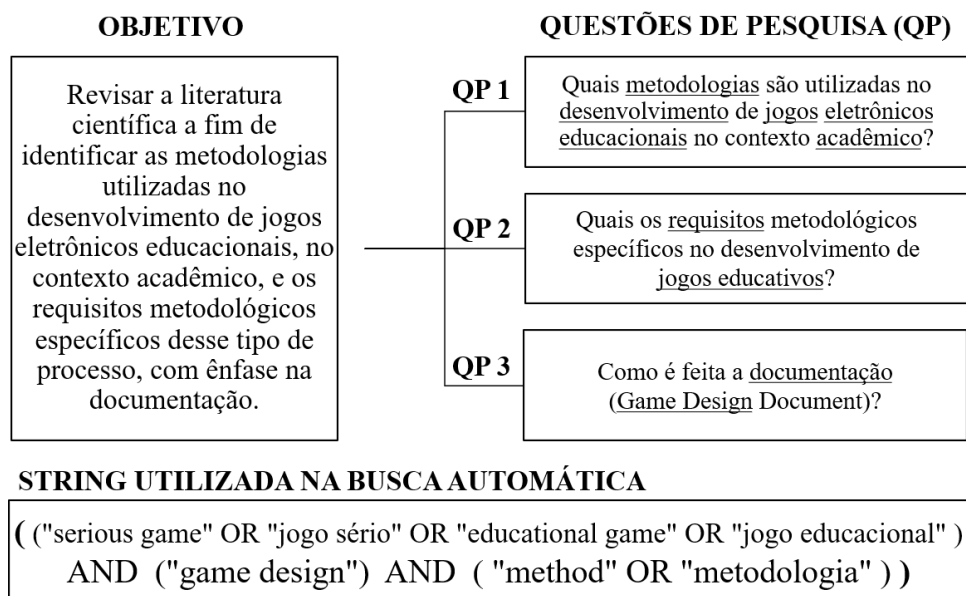 OBJETIVO
Revisar a literatura
científica a fim de
identificar as metodologias
utilizadas no
desenvolvimento de jogos
eletrônicos educacionais, no
contexto acadêmico, e os
requisitos metodológicos
específicos desse tipo de
processo, com ênfase na
documentação.
QUESTÕES DE PESQUISA (QP)
QP 1
Quais metodologias são utilizadas no
desenvolvimento de jogos eletrônicos
educacionais no contexto acadêmico?
QP 2
Quais os requisitos metodológicos
específicos no desenvolvimento de
jogos educativos?
QP 3
Como é feita a documentação
(Game Design Document)?
STRING UTILIZADA NA BUSCA AUTOMÁTICA
( ("serious game" OR "jogo sério" OR "educational game" OR "jogo educacional" )
AND ("game design") AND ( "method" OR "metodologia" ) )